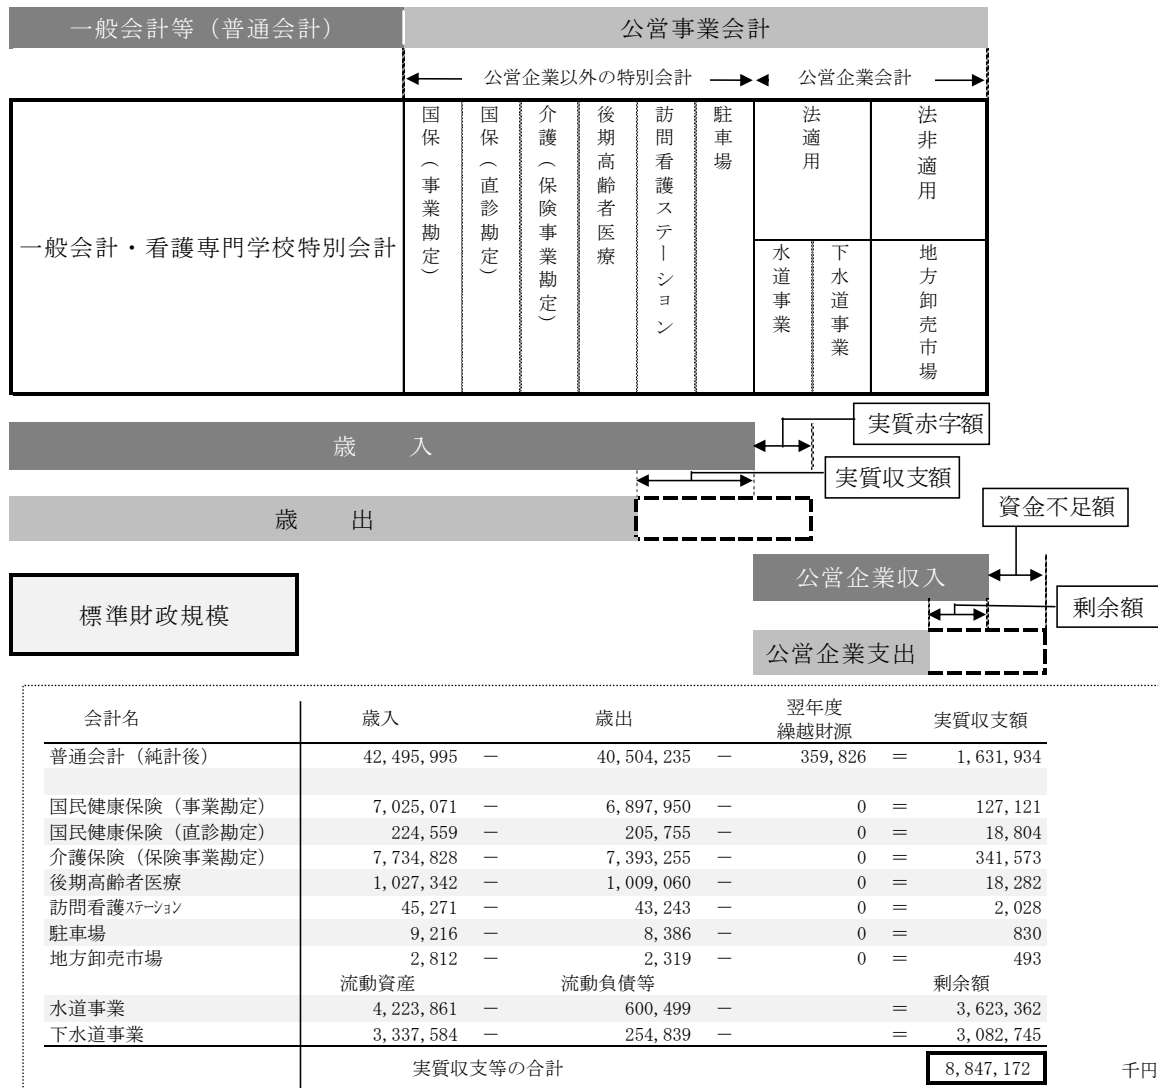 一般会計等（普通会計）
公営事業会計
公営企業以外の特別会計
公営企業会計
一般会計・看護専門学校特別会計
国保（事業勘定）
国保（直診勘定）
介護（保険事業勘定）
後期高齢者医療
訪問看護ステーション
駐車場
法適用
法非適用
水道事業
下水道事業
地方卸売市場
実質赤字額
歳　入
実質収支額
歳　出
資金不足額
公営企業収入
標準財政規模
剰余額
公営企業支出
会計名 歳入 歳出 翌年度繰越財源 実質収支額
普通会計（純計後） 42,495,995 － 40,504,235 － 359,826 ＝ 1,631,934
国民健康保険（事業勘定） 7,025,071 － 6,897,950 － 0 ＝ 127,121
国民健康保険（直診勘定） 224,559 － 205,755 － 0 ＝ 18,804
介護保険（保険事業勘定） 7,734,828 － 7,393,255 － 0 ＝ 341,573
後期高齢者医療 1,027,342 － 1,009,060 － 0 ＝ 18,282
訪問看護ｽﾃｰｼｮﾝ 45,271 － 43,243 － 0 ＝ 2,028
駐車場 9,216 － 8,386 － 0 ＝ 830
地方卸売市場 2,812 － 2,319 － 0 ＝ 493
流動資産 流動負債等 剰余額
水道事業 4,223,861 － 600,499 － ＝ 3,623,362
下水道事業 3,337,584 － 254,839 － ＝ 3,082,745
実質収支等の合計 8,847,172 千円